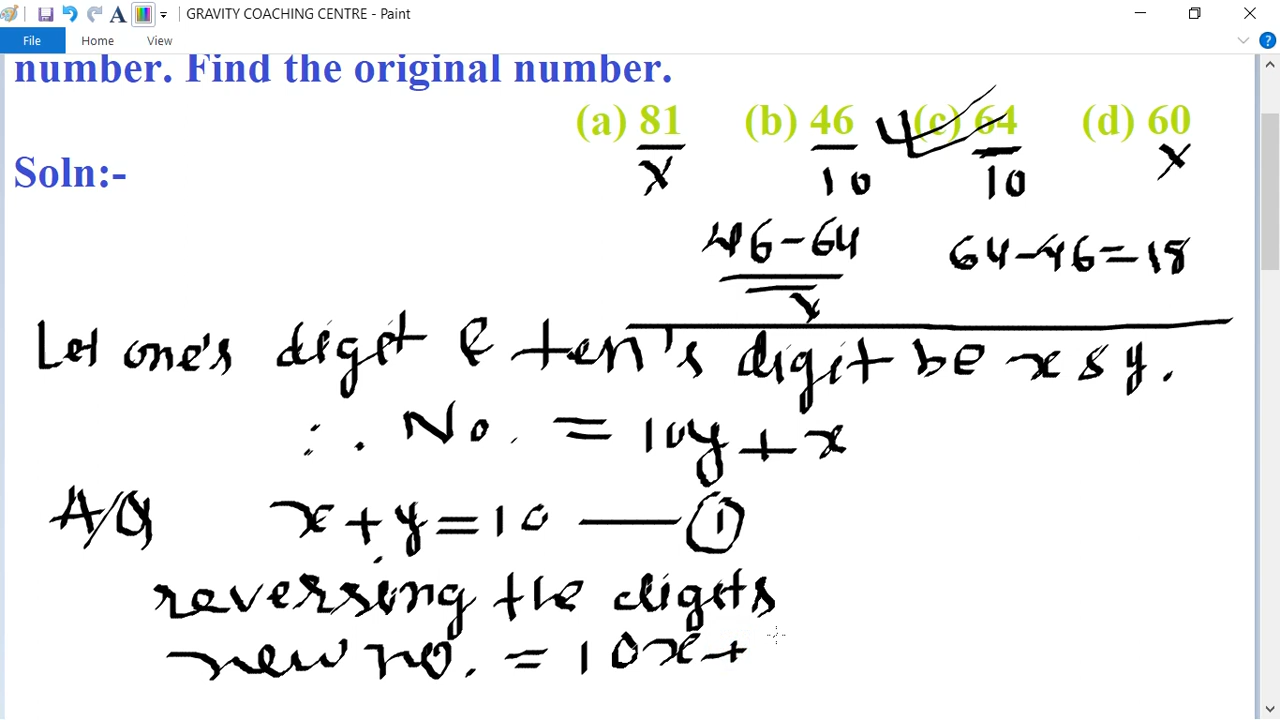 GRAVITY COACHING CENTRE - Paint
File Home View
number. Find the original number.
(a) 81 (b) 46 (c) 64 (d) 60
x 10 10 x
Soln:-
46-64 64-46=18
x
Let one's digit & ten's digit be x & y.
∴ No. = 10y + x
A/Q x+y=10 — 1
reversing the digits
new no. = 10x+